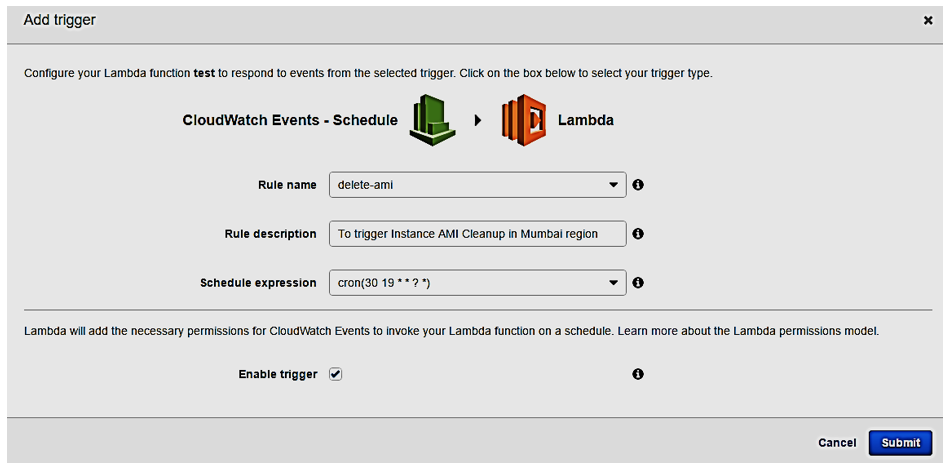 Add trigger
Configure your Lambda function test to respond to events from the selected trigger. Click on the box below to select your trigger type.
CloudWatch Events - Schedule Lambda
Rule name delete-ami
Rule description To trigger Instance AMI Cleanup in Mumbai region
Schedule expression cron(30 19 * * ? *)
Lambda will add the necessary permissions for CloudWatch Events to invoke your Lambda function on a schedule. Learn more about the Lambda permissions model.
Enable trigger
Cancel Submit